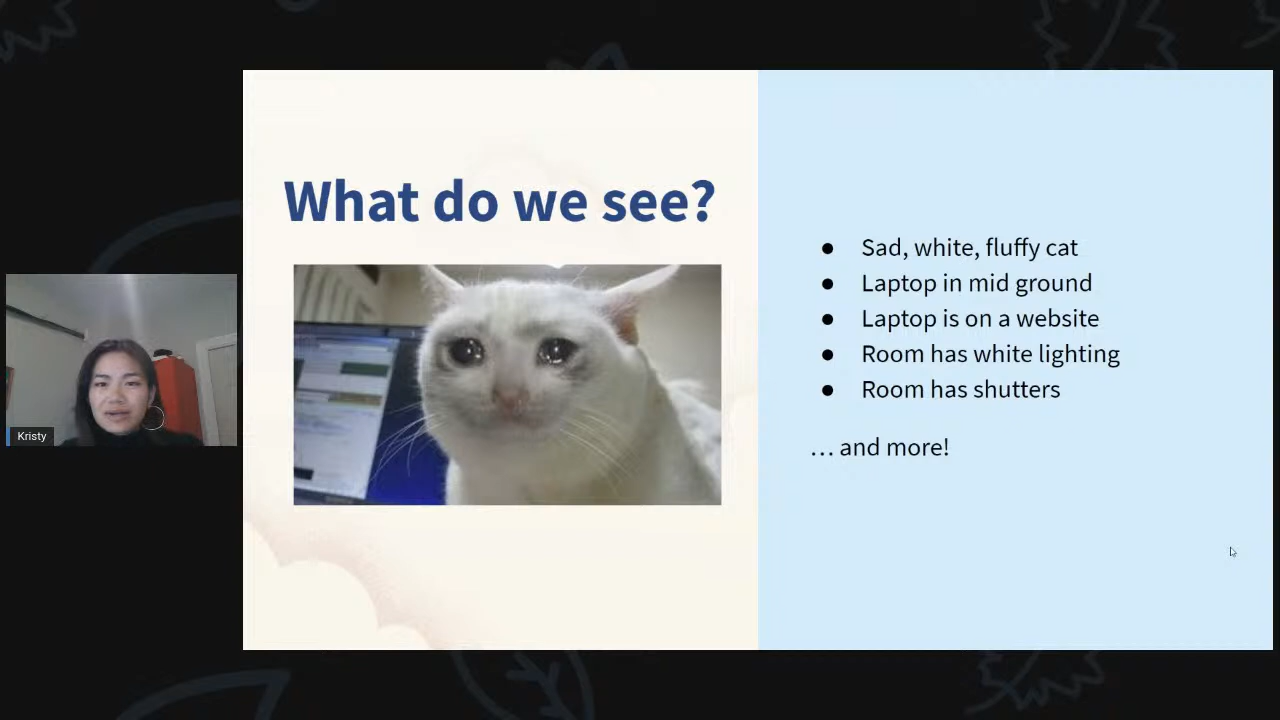 What do we see?
● Sad, white, fluffy cat
● Laptop in mid ground
● Laptop is on a website
● Room has white lighting
● Room has shutters
… and more!
Kristy